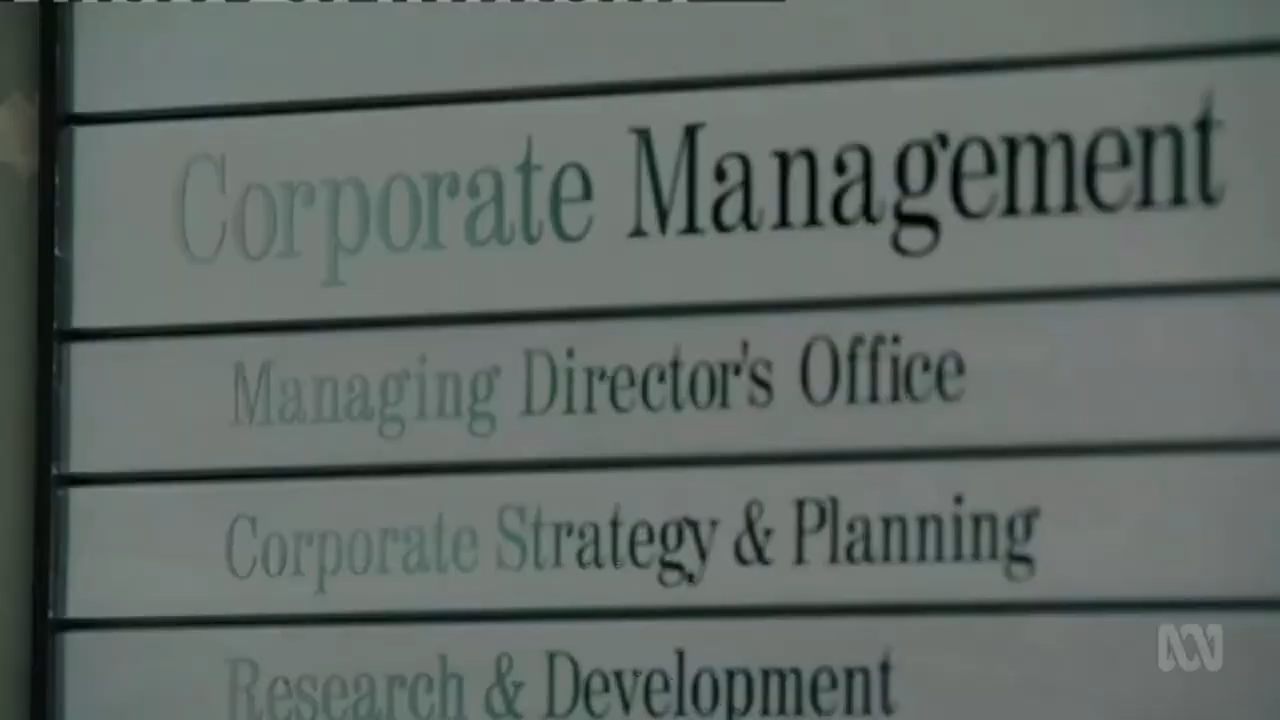 Corporate Management
Managing Director's Office
Corporate Strategy & Planning
Research & Development